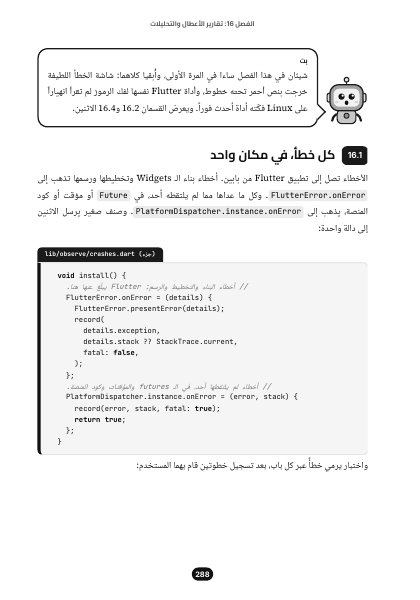 الفصل 16: تقارير الأعطال والتحليلات
بِت
شيئان في هذا الفصل ساءا في المرة الأولى، وأبقيا كلاهما: شاشة الخطأ اللطيفة
خرجت بنص أحمر تحته خطوط، وأداة Flutter نفسها لفك الرموز لم تقرأ انهياراً
على Linux فكّته أداة أحدث فوراً. ويعرض القسمان 16.2 و16.4 الاثنين.
16.1 كل خطأ، في مكان واحد
الأخطاء تصل إلى تطبيق Flutter من بابين. أخطاء بناء الـ Widgets وتخطيطها ورسمها تذهب إلى
FlutterError.onError. وكل ما عداها مما لم يلتقطه أحد، في Future أو مؤقت أو كود
المنصة، يذهب إلى PlatformDispatcher.instance.onError. وصنف صغير يرسل الاثنين
إلى دالة واحدة:
lib/observe/crashes.dart (جزء)
void install() {
// أخطاء البناء والتخطيط والرسم: Flutter يبلّغ عنها هنا.
FlutterError.onError = (details) {
FlutterError.presentError(details);
record(
details.exception,
details.stack ?? StackTrace.current,
fatal: false,
);
};
// أخطاء لم يلتقطها أحد، في الـ futures والمؤقتات وكود المنصة.
PlatformDispatcher.instance.onError = (error, stack) {
record(error, stack, fatal: true);
return true;
};
}
واختبار يرمي خطأً عبر كل باب، بعد تسجيل خطوتين قام بهما المستخدم:
288